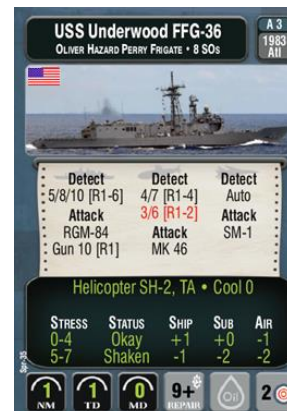 USS Underwood FFG-36
Oliver Hazard Perry Frigate • 8 SOs
A 3
1983
Atl
Detect Detect Detect
5/8/10 [R1-6] 4/7 [R1-4] Auto
Attack 3/6 [R1-2] Attack
RGM-84 Attack SM-1
Gun 10 [R1] MK 46
Helicopter SH-2, TA • Cool 0
Stress Status Ship Sub Air
0-4 Okay +1 +0 -1
5-7 Shaken -1 -2 -2
Spr-35
1 1 0 9+ Oil 2
NM TD MD REPAIR